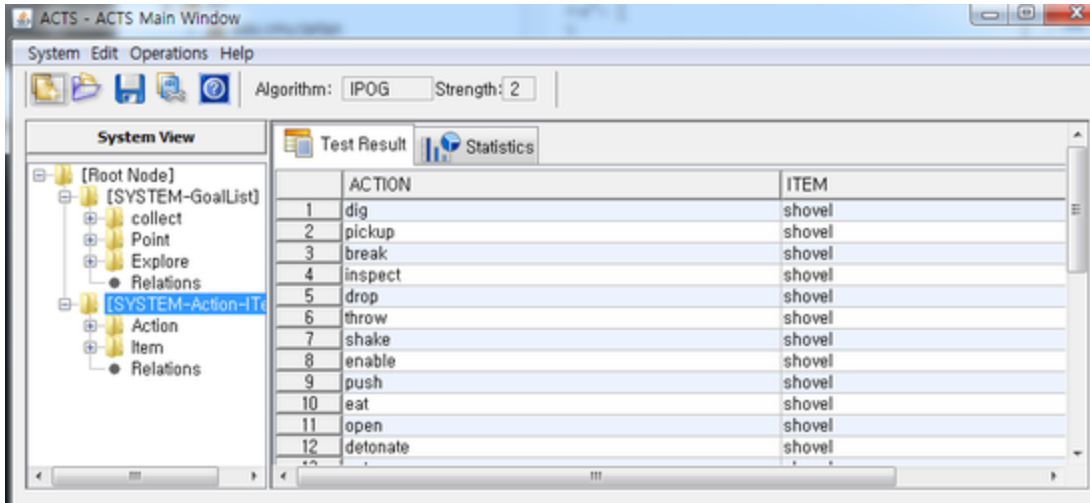 ACTS - ACTS Main Window
System Edit Operations Help
Algorithm: IPOG Strength: 2
System View
[Root Node]
[SYSTEM-GoalList]
collect
Point
Explore
Relations
[SYSTEM-Action-ITe
Action
Item
Relations
Test Result Statistics
ACTION ITEM
1 dig shovel
2 pickup shovel
3 break shovel
4 inspect shovel
5 drop shovel
6 throw shovel
7 shake shovel
8 enable shovel
9 push shovel
10 eat shovel
11 open shovel
12 detonate shovel